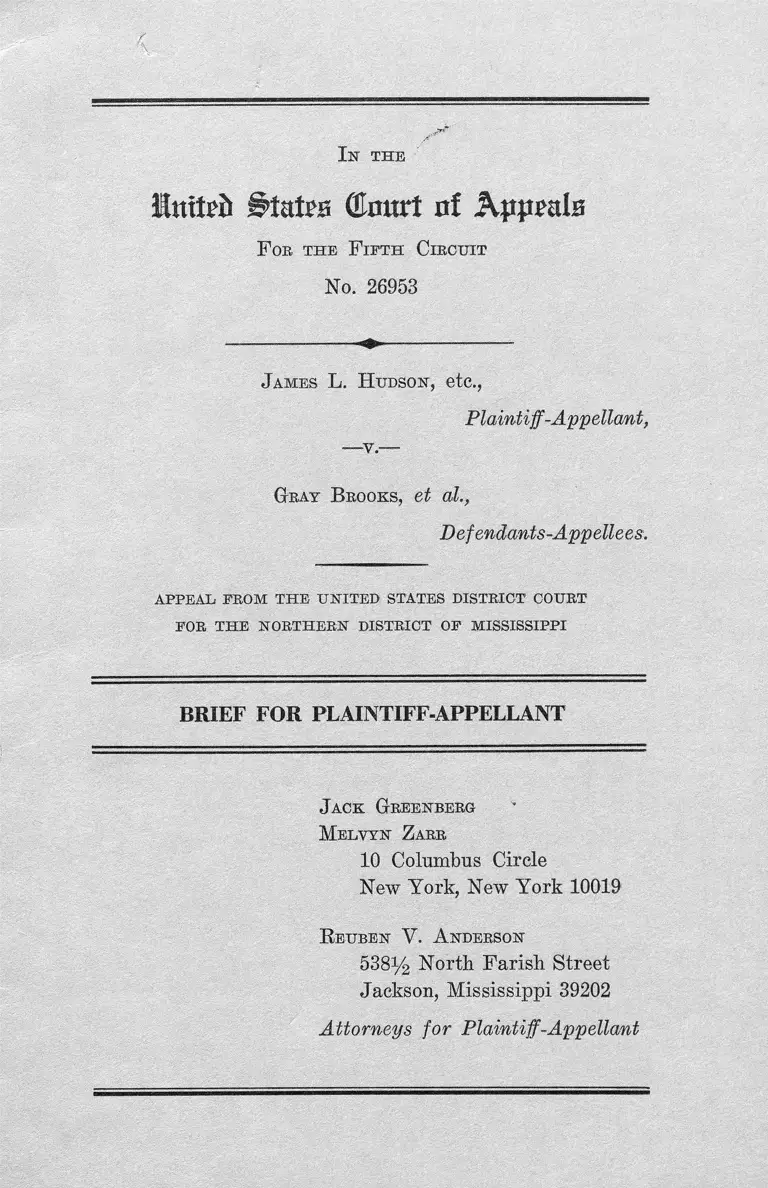 IN THE
United States Court of Appeals
FOR THE FIFTH CIRCUIT
No. 26953
JAMES L. HUDSON, etc.,
Plaintiff-Appellant,
—v.—
GRAY BROOKS, et al.,
Defendants-Appellees.
APPEAL FROM THE UNITED STATES DISTRICT COURT
FOR THE NORTHERN DISTRICT OF MISSISSIPPI
BRIEF FOR PLAINTIFF-APPELLANT
JACK GREENBERG
MELVYN ZARR
10 Columbus Circle
New York, New York 10019
REUBEN V. ANDERSON
538½ North Farish Street
Jackson, Mississippi 39202
Attorneys for Plaintiff-Appellant